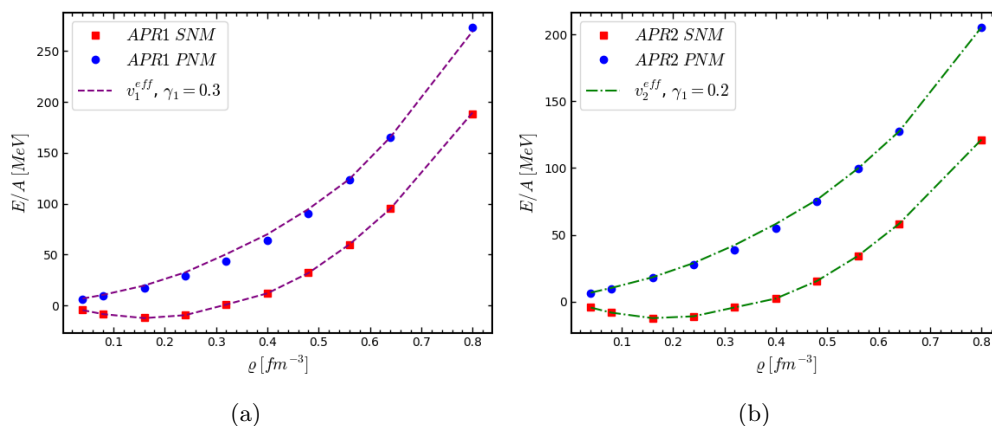 APR1 SNM
APR1 PNM
v_1^{eff}, γ_1 = 0.3
E/A [MeV]
250
200
150
100
50
0
0.1 0.2 0.3 0.4 0.5 0.6 0.7 0.8
ϱ [fm^{-3}]
(a)
APR2 SNM
APR2 PNM
v_2^{eff}, γ_1 = 0.2
E/A [MeV]
200
150
100
50
0
0.1 0.2 0.3 0.4 0.5 0.6 0.7 0.8
ϱ [fm^{-3}]
(b)